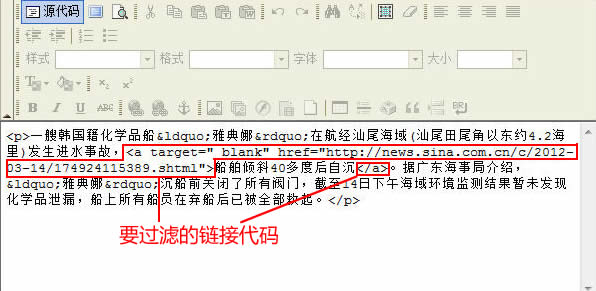 源代码
样式 格式 字体 大小
B I U ABC
<p>一艘韩国籍化学品船&ldquo;雅典娜&rdquo;在航经汕尾海域(汕尾田尾角以东约4.2海
里)发生进水事故，<a target="_blank" href="http://news.sina.com.cn/c/2012-
03-14/174924115389.shtml">船舶倾斜40多度后自沉</a>。据广东海事局介绍，
&ldquo;雅典娜&rdquo;沉船前关闭了所有阀门，截至14日下午海域环境监测结果暂未发现
化学品泄漏，船上所有船员在弃船后已被全部救起。</p>
要过滤的链接代码